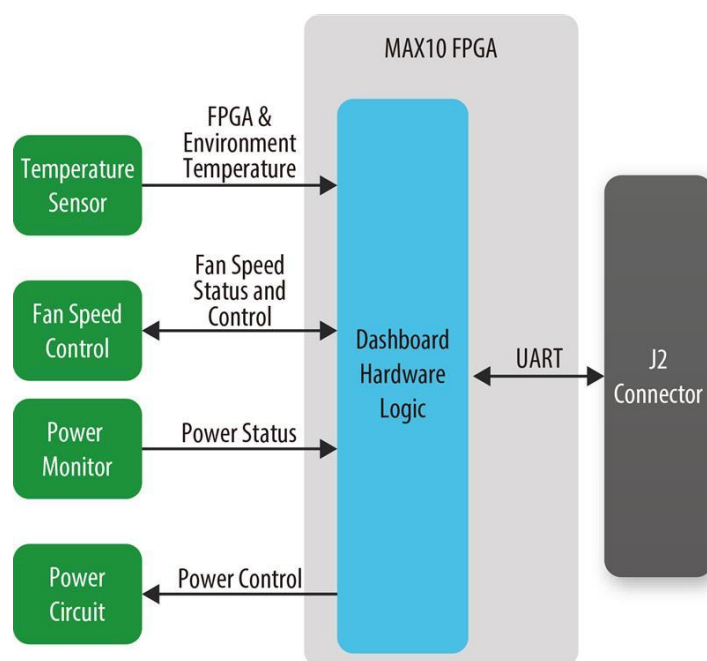 MAX10 FPGA
FPGA &
Environment
Temperature
Temperature
Sensor
Fan Speed
Status and
Control
Fan Speed
Control
Dashboard
Hardware
Logic
UART
J2
Connector
Power
Monitor
Power Status
Power
Circuit
Power Control